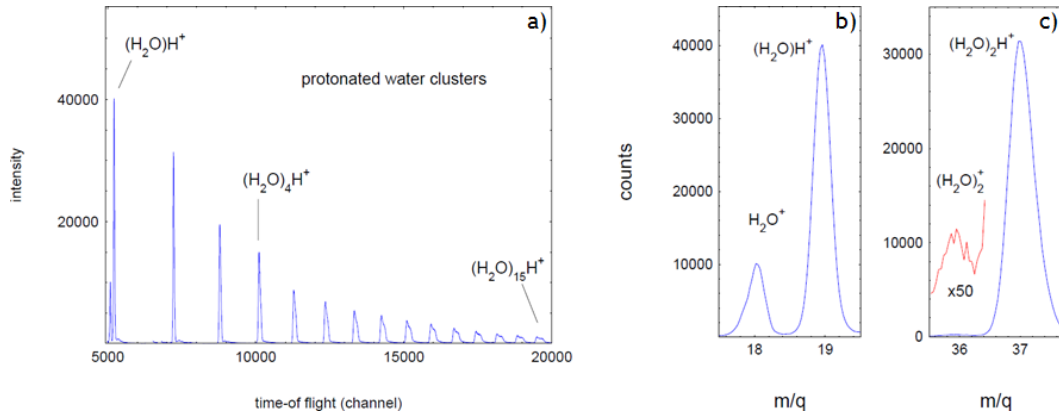 a)
(H₂O)H⁺
protonated water clusters
40000
(H₂O)₄H⁺
20000
(H₂O)₁₅H⁺
intensity
5000 10000 15000 20000
time-of flight (channel)
b)
(H₂O)H⁺
40000
30000
20000
H₂O⁺
10000
0
counts
18 19
m/q
c)
(H₂O)₂H⁺
30000
20000
(H₂O)₂⁺
10000
x50
0
36 37
m/q